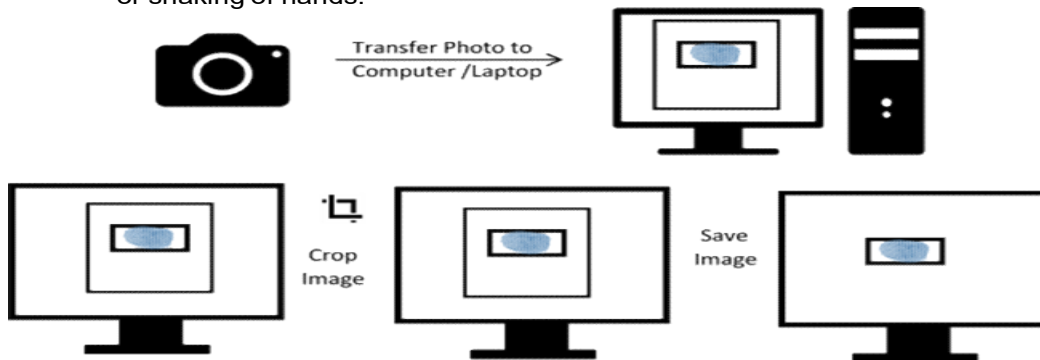 or shaking of hands.
Transfer Photo to
Computer /Laptop
Crop
Image
Save
Image